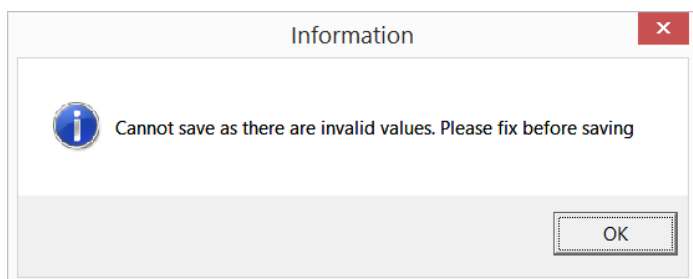 Information
Cannot save as there are invalid values. Please fix before saving
OK